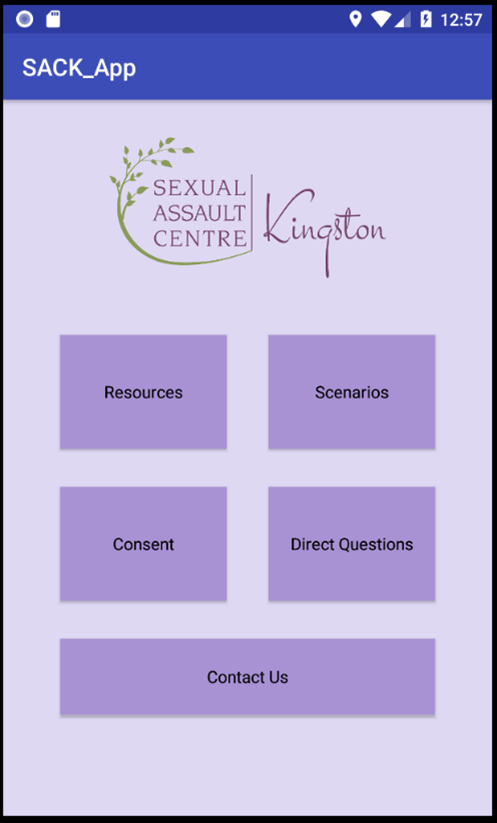 12:57
SACK_App
SEXUAL
ASSAULT
CENTRE
Kingston
Resources
Scenarios
Consent
Direct Questions
Contact Us